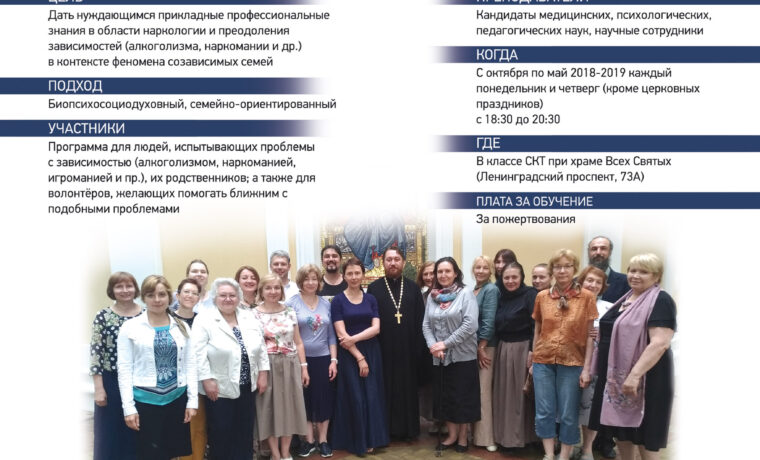 ЦЕЛЬ
Дать нуждающимся прикладные профессиональные
знания в области наркологии и преодоления
зависимостей (алкоголизма, наркомании и др.)
в контексте феномена созависимых семей
ПОДХОД
Биопсихосоциодуховный, семейно-ориентированный
УЧАСТНИКИ
Программа для людей, испытывающих проблемы
с зависимостью (алкоголизмом, наркоманией,
игроманией и пр.), их родственников; а также для
волонтёров, желающих помогать ближним с
подобными проблемами
ПРЕПОДАВАТЕЛИ
Кандидаты медицинских, психологических,
педагогических наук, научные сотрудники
КОГДА
С октября по май 2018-2019 каждый
понедельник и четверг (кроме церковных
праздников)
с 18:30 до 20:30
ГДЕ
В классе СКТ при храме Всех Святых
(Ленинградский проспект, 73А)
ПЛАТА ЗА ОБУЧЕНИЕ
За пожертвования